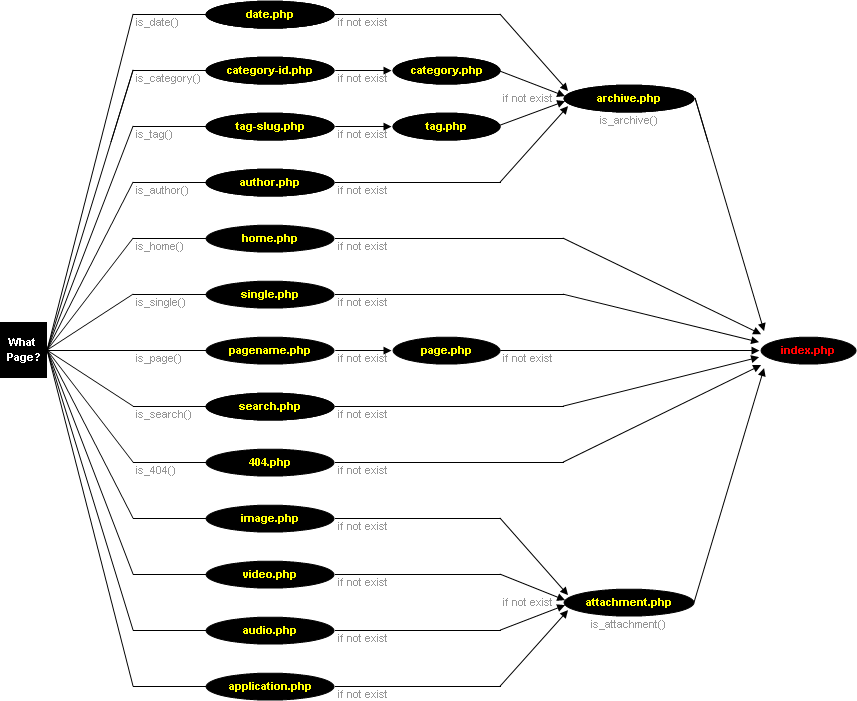 date.php
is_date()
if not exist
category-id.php
category.php
is_category()
if not exist
if not exist
archive.php
is_archive()
tag-slug.php
tag.php
is_tag()
if not exist
author.php
is_author()
if not exist
home.php
is_home()
if not exist
single.php
is_single()
if not exist
What
Page?
pagename.php
page.php
index.php
is_page()
if not exist
if not exist
search.php
is_search()
if not exist
404.php
is_404()
if not exist
image.php
if not exist
video.php
if not exist
if not exist
attachment.php
is_attachment()
audio.php
if not exist
application.php
if not exist